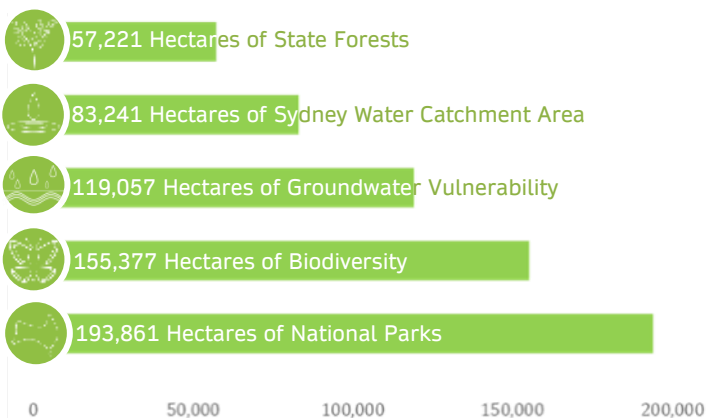 57,221 Hectares of State Forests
83,241 Hectares of Sydney Water Catchment Area
119,057 Hectares of Groundwater Vulnerability
155,377 Hectares of Biodiversity
193,861 Hectares of National Parks
0 50,000 100,000 150,000 200,000